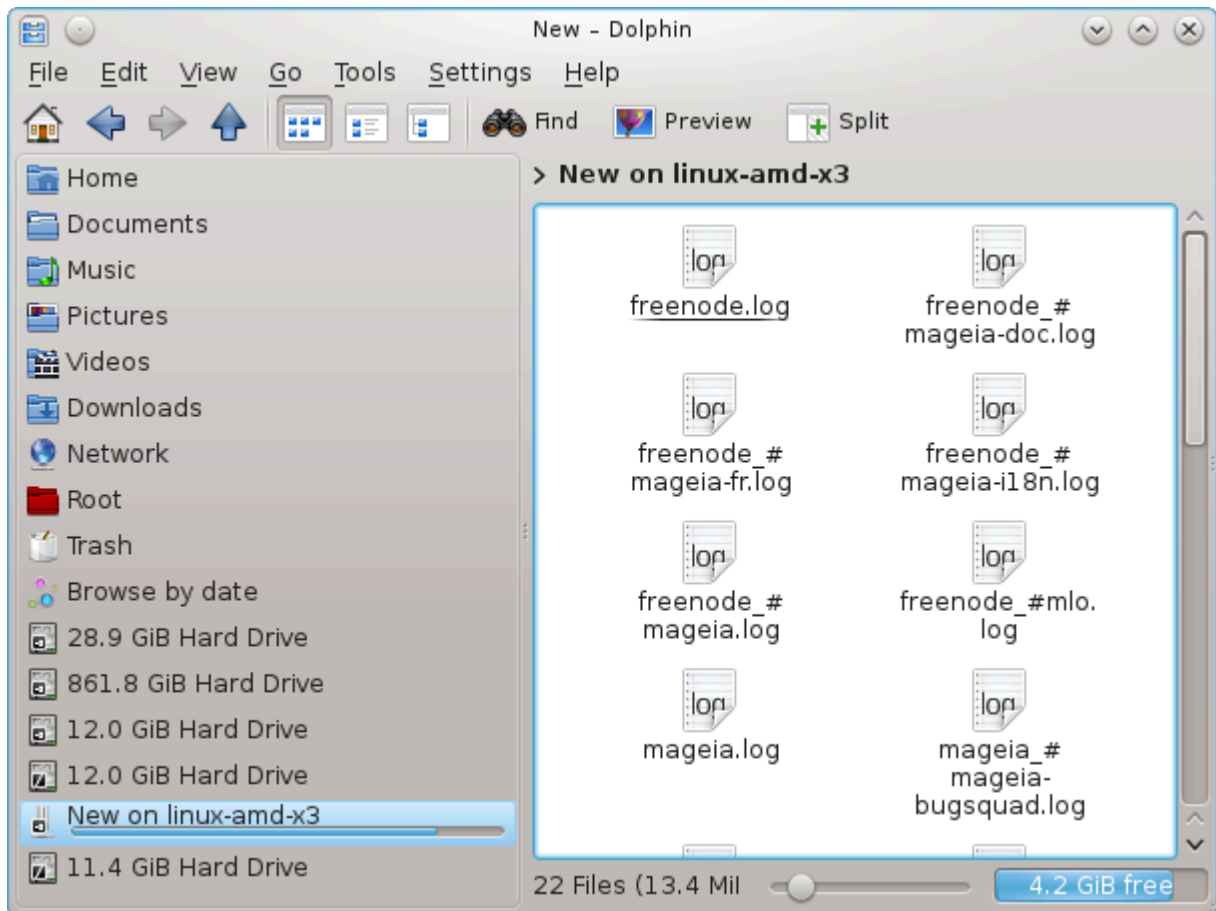 New – Dolphin
File Edit View Go Tools Settings Help
Find Preview Split
Home
Documents
Music
Pictures
Videos
Downloads
Network
Root
Trash
Browse by date
28.9 GiB Hard Drive
861.8 GiB Hard Drive
12.0 GiB Hard Drive
12.0 GiB Hard Drive
New on linux-amd-x3
11.4 GiB Hard Drive
> New on linux-amd-x3
log
freenode.log
log
freenode_#
mageia-doc.log
log
freenode_#
mageia-fr.log
log
freenode_#
mageia-i18n.log
log
freenode_#
mageia.log
log
freenode_#mlo.
log
log
mageia.log
log
mageia_#
mageia-
bugsquad.log
22 Files (13.4 Mil
4.2 GiB free